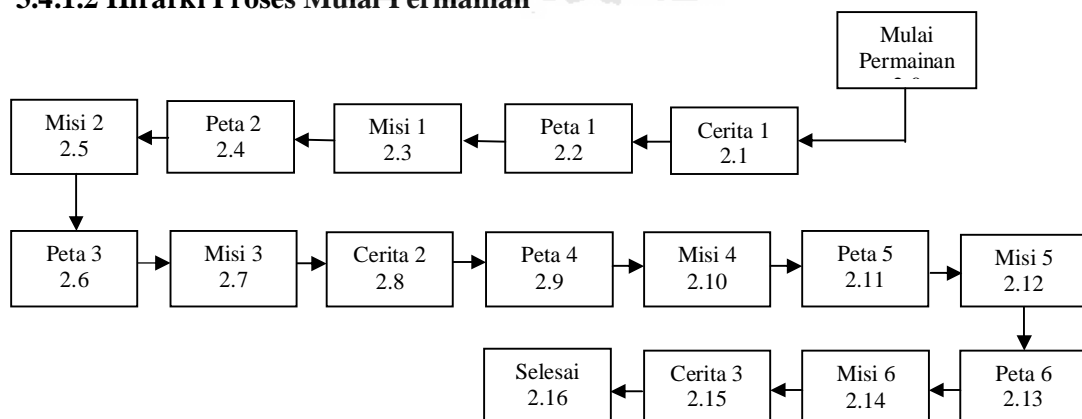 3.4.1.2 Hirarki Proses Mulai Permainan
Mulai
Permainan
Cerita 1
2.1
Peta 1
2.2
Misi 1
2.3
Peta 2
2.4
Misi 2
2.5
Peta 3
2.6
Misi 3
2.7
Cerita 2
2.8
Peta 4
2.9
Misi 4
2.10
Peta 5
2.11
Misi 5
2.12
Peta 6
2.13
Misi 6
2.14
Cerita 3
2.15
Selesai
2.16